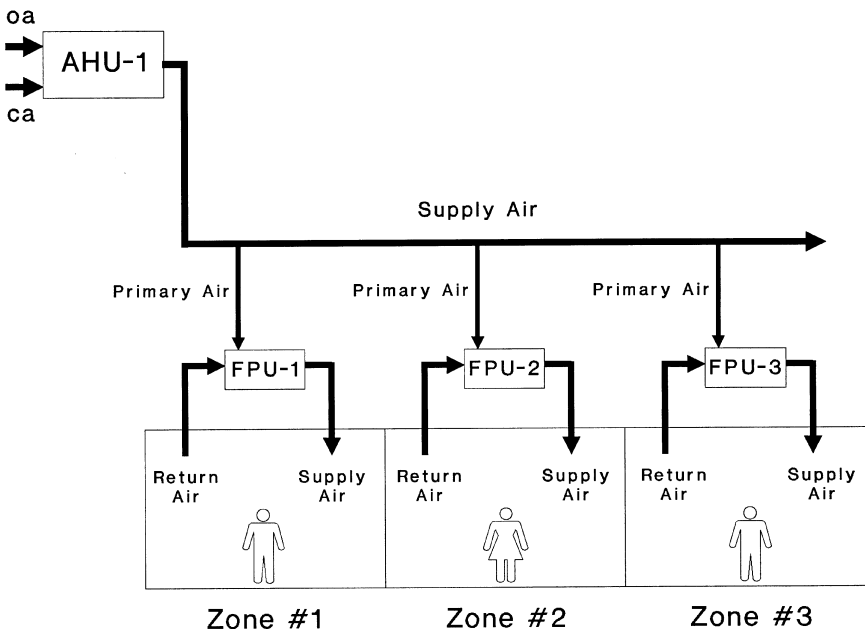 oa
AHU-1
ca
Supply Air
Primary Air
Primary Air
Primary Air
FPU-1
FPU-2
FPU-3
Return
Air
Supply
Air
Return
Air
Supply
Air
Return
Air
Supply
Air
Zone #1
Zone #2
Zone #3